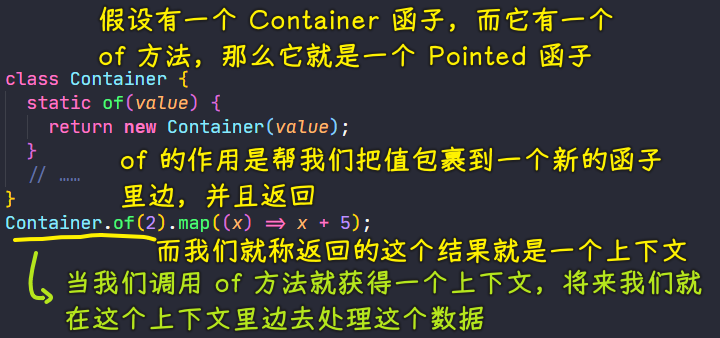 假设有一个 Container 函子，而它有一个
of 方法，那么它就是一个 Pointed 函子
class Container {
static of(value) {
return new Container(value);
}
of 的作用是帮我们把值包裹到一个新的函子
// ……
里边，并且返回
}
Container.of(2).map((x) => x + 5);
而我们就称返回的这个结果就是一个上下文
当我们调用 of 方法就获得一个上下文，将来我们就
在这个上下文里边去处理这个数据